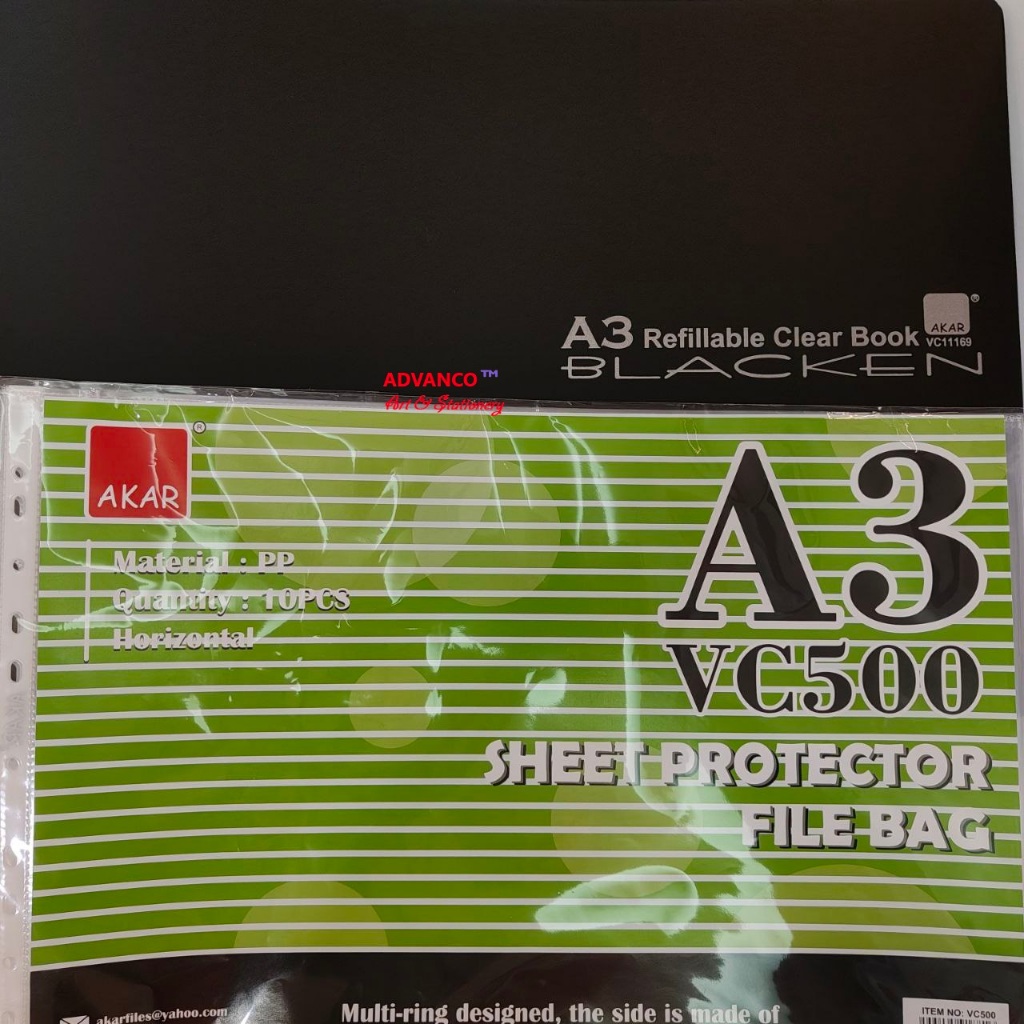 A3 Refillable Clear Book
BLACKEN
AKAR ®
VC11169
ADVANCO™
Art & Stationery
AKAR ®
Material : PP
Quantity : 10PCS
Horizontal
A3
VC500
SHEET PROTECTOR
FILE BAG
akarfiles@yahoo.com
Multi-ring designed, the side is made of
ITEM NO: VC500